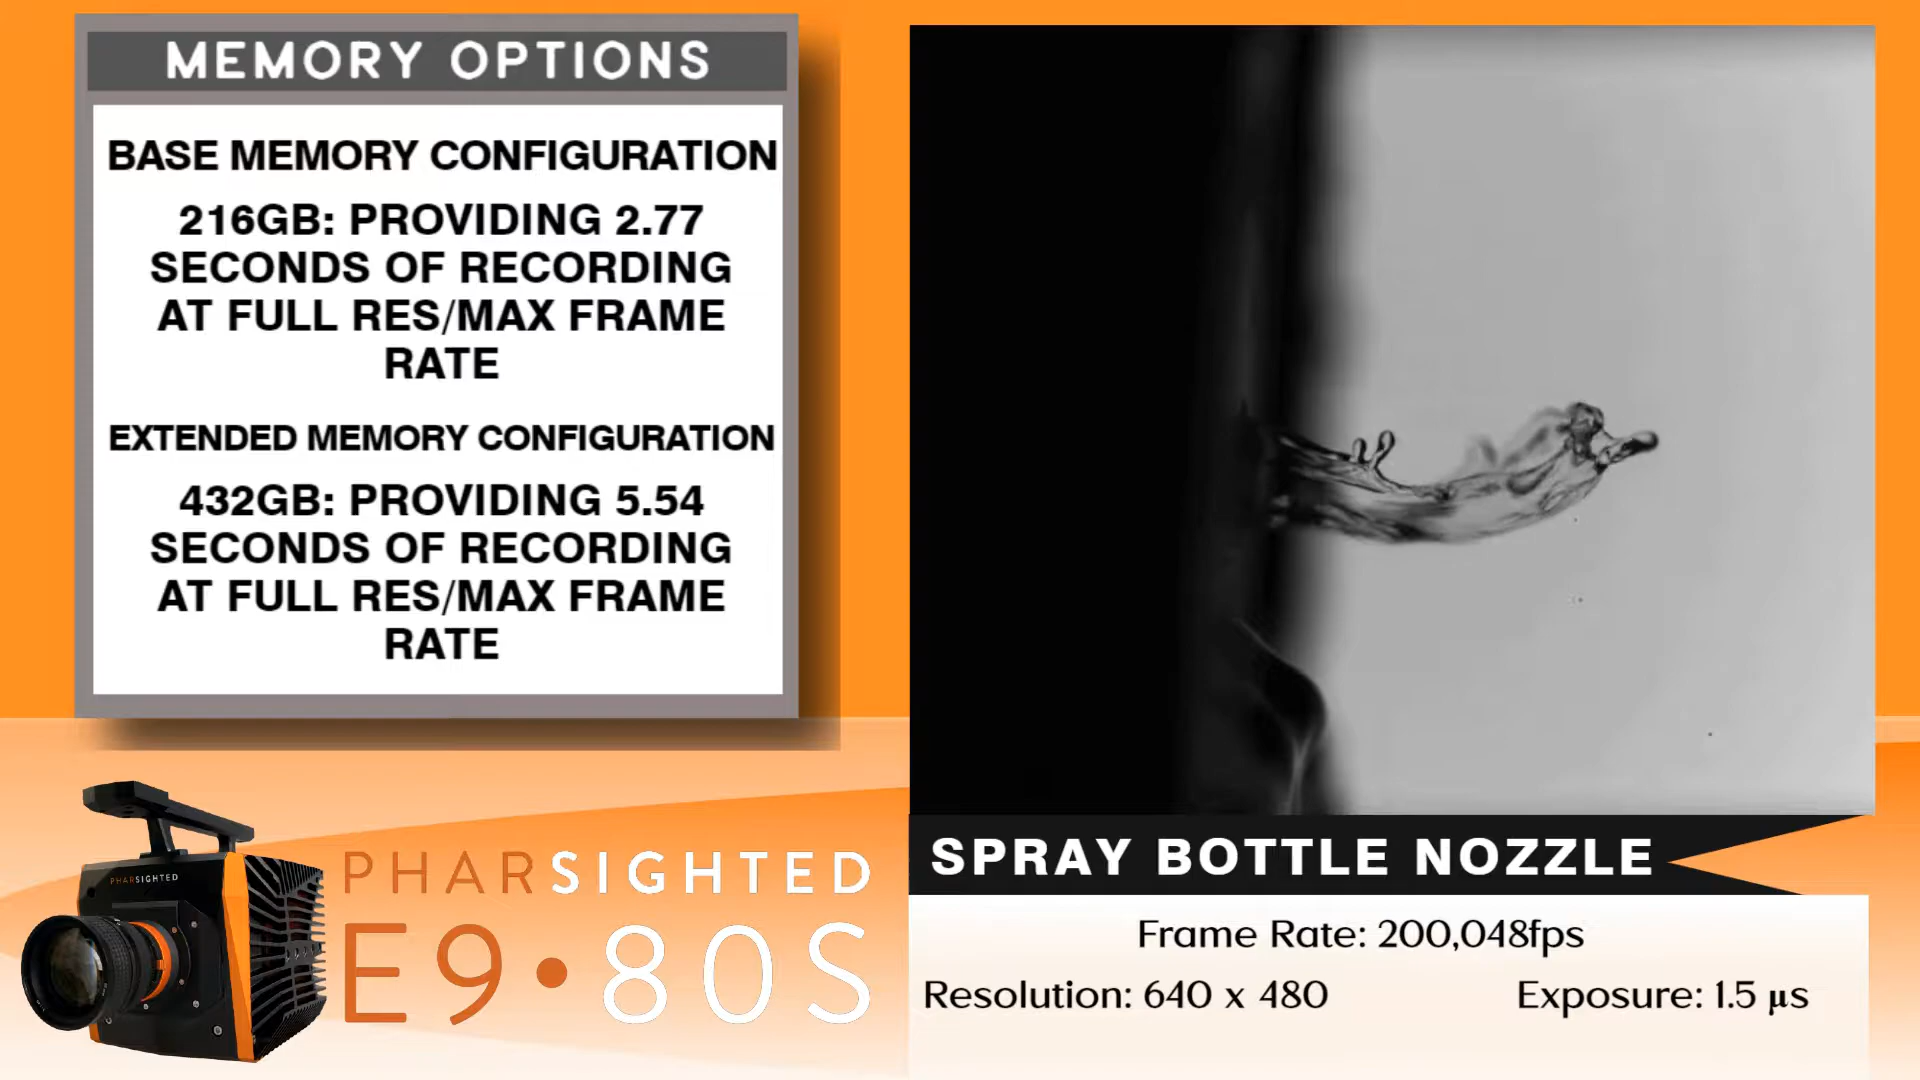 MEMORY OPTIONS
BASE MEMORY CONFIGURATION
216GB: PROVIDING 2.77
SECONDS OF RECORDING
AT FULL RES/MAX FRAME
RATE
EXTENDED MEMORY CONFIGURATION
432GB: PROVIDING 5.54
SECONDS OF RECORDING
AT FULL RES/MAX FRAME
RATE
PHARSIGHTED
PHARSIGHTED
E9•80S
SPRAY BOTTLE NOZZLE
Frame Rate: 200,048fps
Resolution: 640 x 480
Exposure: 1.5 µs